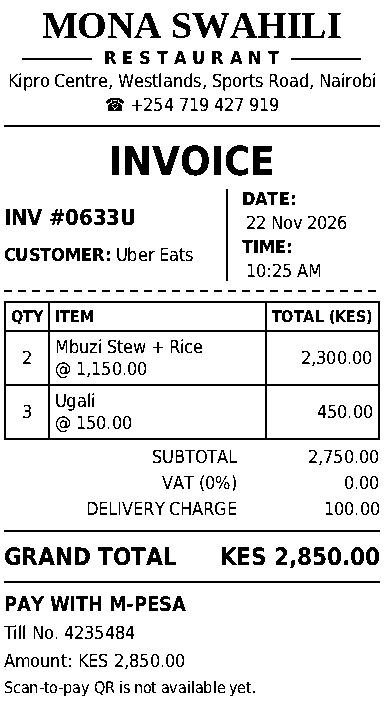 MONA SWAHILI
RESTAURANT
Kipro Centre, Westlands, Sports Road, Nairobi
☎ +254 719 427 919
INVOICE
INV #0633U
CUSTOMER: Uber Eats
DATE:
22 Nov 2026
TIME:
10:25 AM
QTY ITEM TOTAL (KES)
2 Mbuzi Stew + Rice 2,300.00
@ 1,150.00
3 Ugali 450.00
@ 150.00
SUBTOTAL 2,750.00
VAT (0%) 0.00
DELIVERY CHARGE 100.00
GRAND TOTAL KES 2,850.00
PAY WITH M-PESA
Till No. 4235484
Amount: KES 2,850.00
Scan-to-pay QR is not available yet.